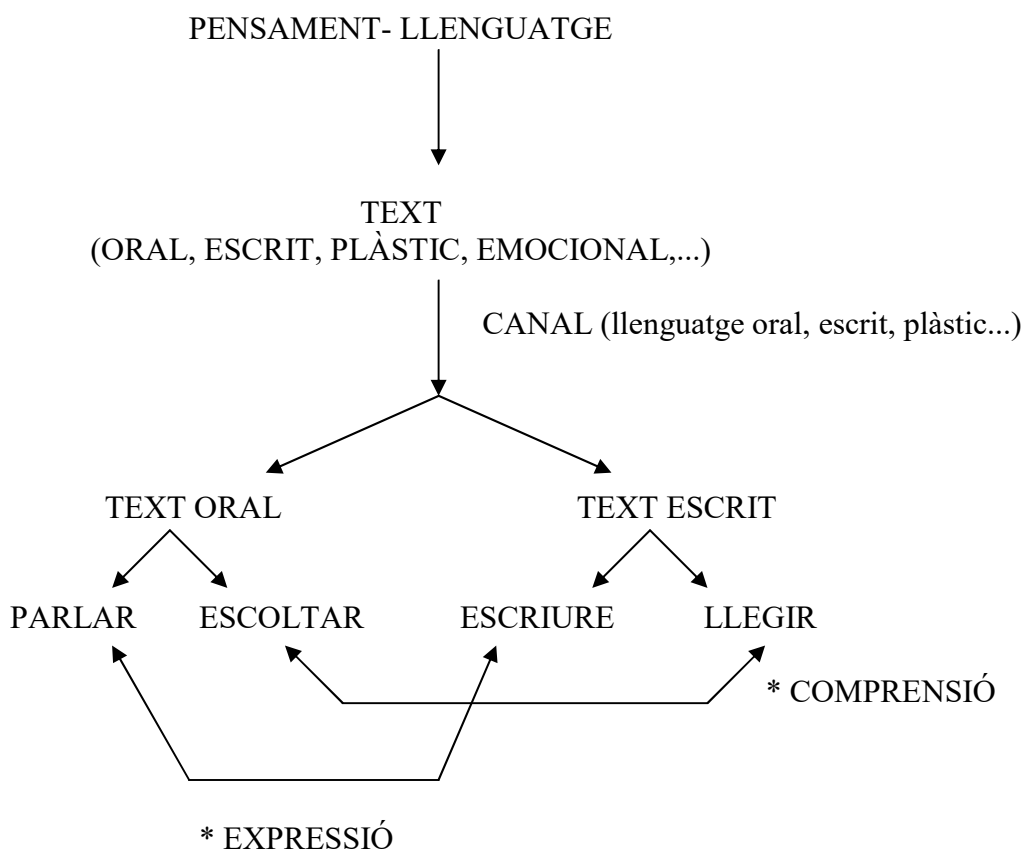 PENSAMENT- LLENGUATGE
TEXT
(ORAL, ESCRIT, PLÀSTIC, EMOCIONAL,...)
CANAL (llenguatge oral, escrit, plàstic...)
TEXT ORAL
TEXT ESCRIT
PARLAR
ESCOLTAR
ESCRIURE
LLEGIR
* COMPRENSIÓ
* EXPRESSIÓ